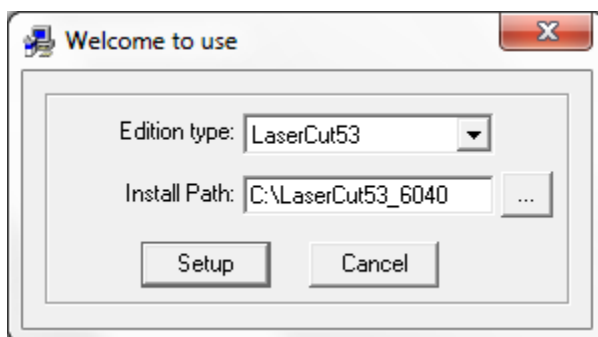 Welcome to use
Edition type: LaserCut53
Install Path: C:\LaserCut53_6040 ...
Setup Cancel